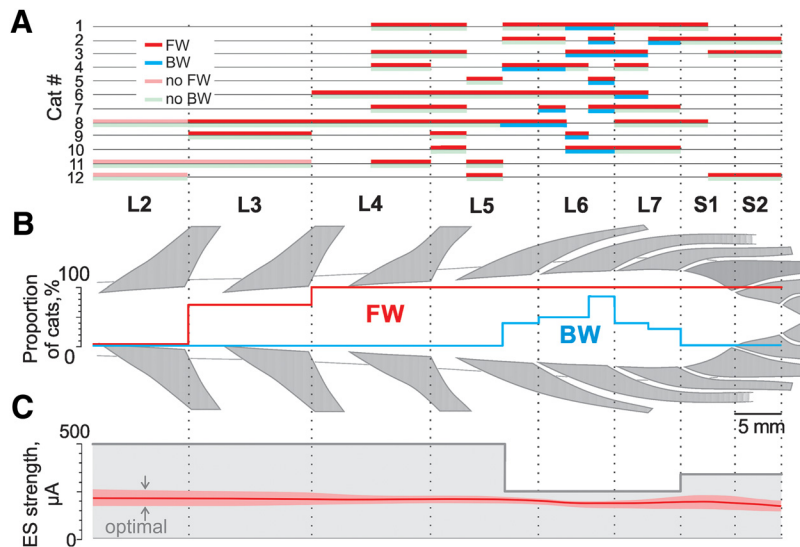 A
Cat #
1
2
3
4
5
6
7
8
9
10
11
12
FW
BW
no FW
no BW
L2 L3 L4 L5 L6 L7 S1 S2
B
Proportion
of cats,%
100
0
FW
BW
5 mm
C
ES strength,
μA
500
0
optimal